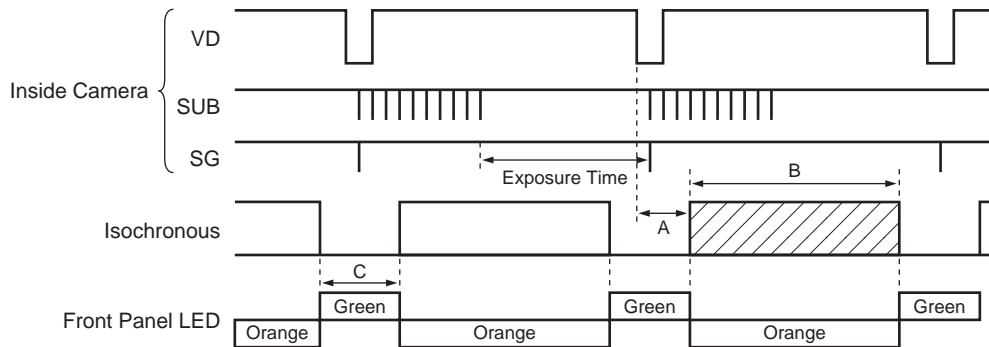 VD
Inside Camera
SUB
SG
Exposure Time
B
A
Isochronous
C
Green Green Green
Front Panel LED
Orange Orange Orange